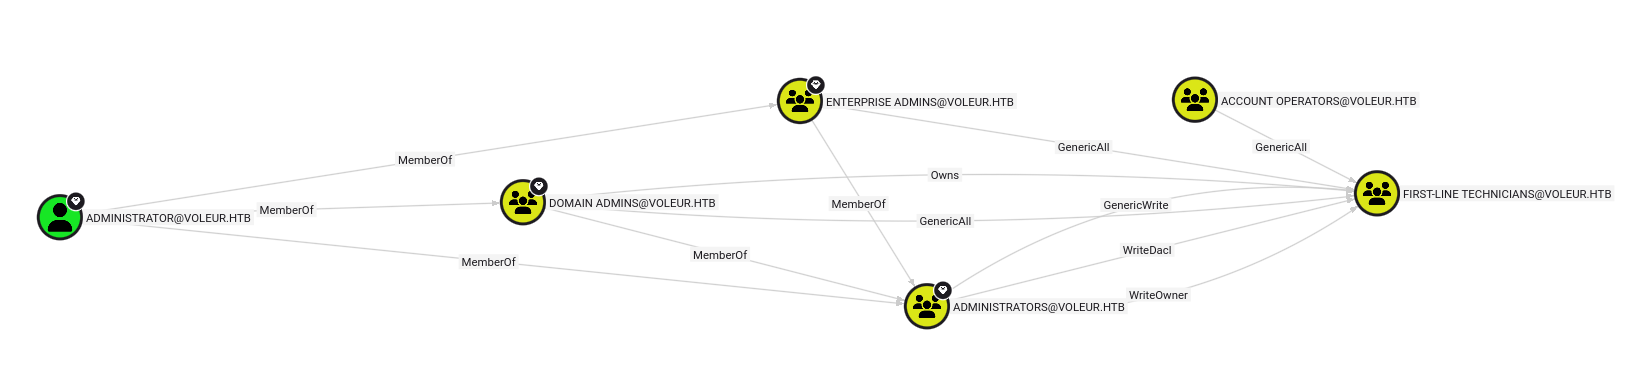 ENTERPRISE ADMINS@VOLEUR.HTB
ACCOUNT OPERATORS@VOLEUR.HTB
GenericAll
GenericAll
MemberOf
Owns
FIRST-LINE TECHNICIANS@VOLEUR.HTB
DOMAIN ADMINS@VOLEUR.HTB
MemberOf
GenericWrite
MemberOf
ADMINISTRATOR@VOLEUR.HTB
GenericAll
WriteDacl
MemberOf
MemberOf
WriteOwner
ADMINISTRATORS@VOLEUR.HTB